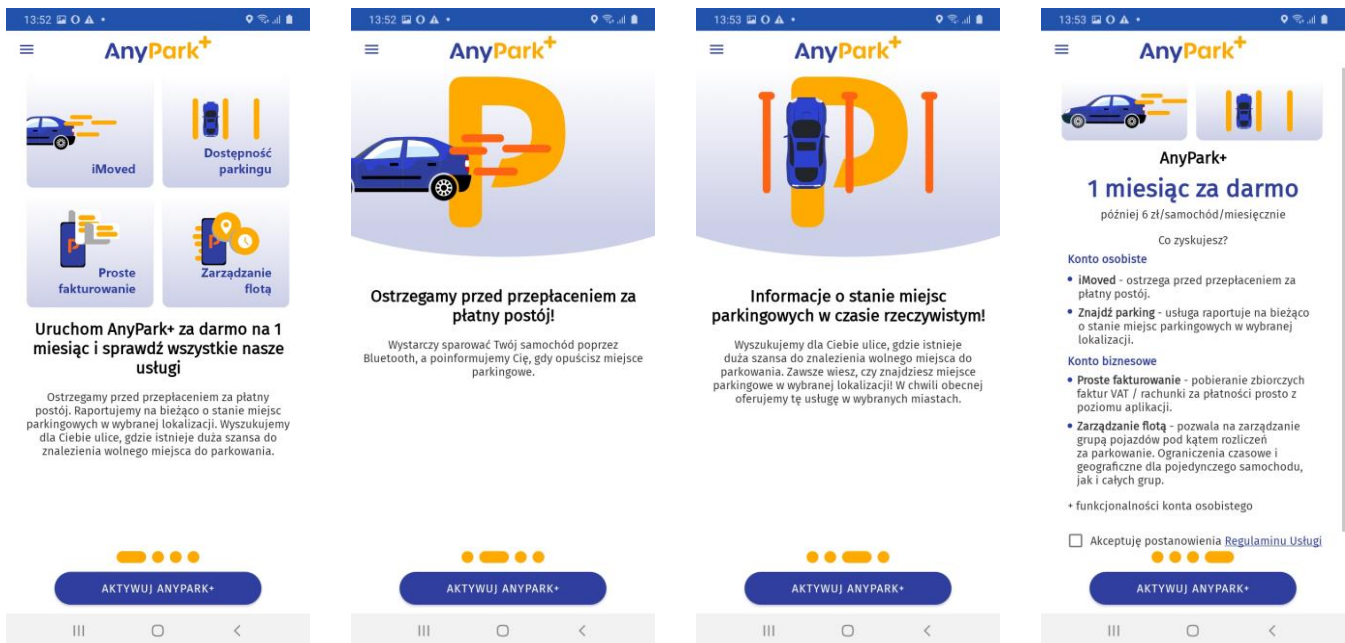 13:52
AnyPark+
iMoved
Dostępność
parkingu
Proste
fakturowanie
Zarządzanie
flotą
Uruchom AnyPark+ za darmo na 1
miesiąc i sprawdź wszystkie nasze
usługi
Ostrzegamy przed przepłaceniem za płatny
postój. Raportujemy na bieżąco o stanie miejsc
parkingowych w wybranej lokalizacji. Wyszukujemy
dla Ciebie ulice, gdzie istnieje duża szansa do
znalezienia wolnego miejsca do parkowania.
AKTYWUJ ANYPARK+
13:52
AnyPark+
P
Ostrzegamy przed przepłaceniem za
płatny postój!
Wystarczy sparować Twój samochód poprzez
Bluetooth, a poinformujemy Cię, gdy opuścisz miejsce
parkingowe.
AKTYWUJ ANYPARK+
13:53
AnyPark+
P
Informacje o stanie miejsc
parkingowych w czasie rzeczywistym!
Wyszukujemy dla Ciebie ulice, gdzie istnieje
duża szansa do znalezienia wolnego miejsca do
parkowania. Zawsze wiesz, czy znajdziesz miejsce
parkingowe w wybranej lokalizacji! W chwili obecnej
oferujemy tę usługę w wybranych miastach.
AKTYWUJ ANYPARK+
13:53
AnyPark+
AnyPark+
1 miesiąc za darmo
później 6 zł/samochód/miesięcznie
Co zyskujesz?
Konto osobiste
• iMoved - ostrzega przed przepłaceniem za
płatny postój.
• Znajdź parking - usługa raportuje na bieżąco
o stanie miejsc parkingowych w wybranej
lokalizacji.
Konto biznesowe
• Proste fakturowanie - pobieranie zbiorczych
faktur VAT / rachunki za płatności prosto z
poziomu aplikacji.
• Zarządzanie flotą - pozwala na zarządzanie
grupą pojazdów pod kątem rozliczeń
za parkowanie. Ograniczenia czasowe i
geograficzne dla pojedynczego samochodu,
jak i całych grup.
+ funkcjonalności konta osobistego
Akceptuję postanowienia Regulaminu Usługi
AKTYWUJ ANYPARK+